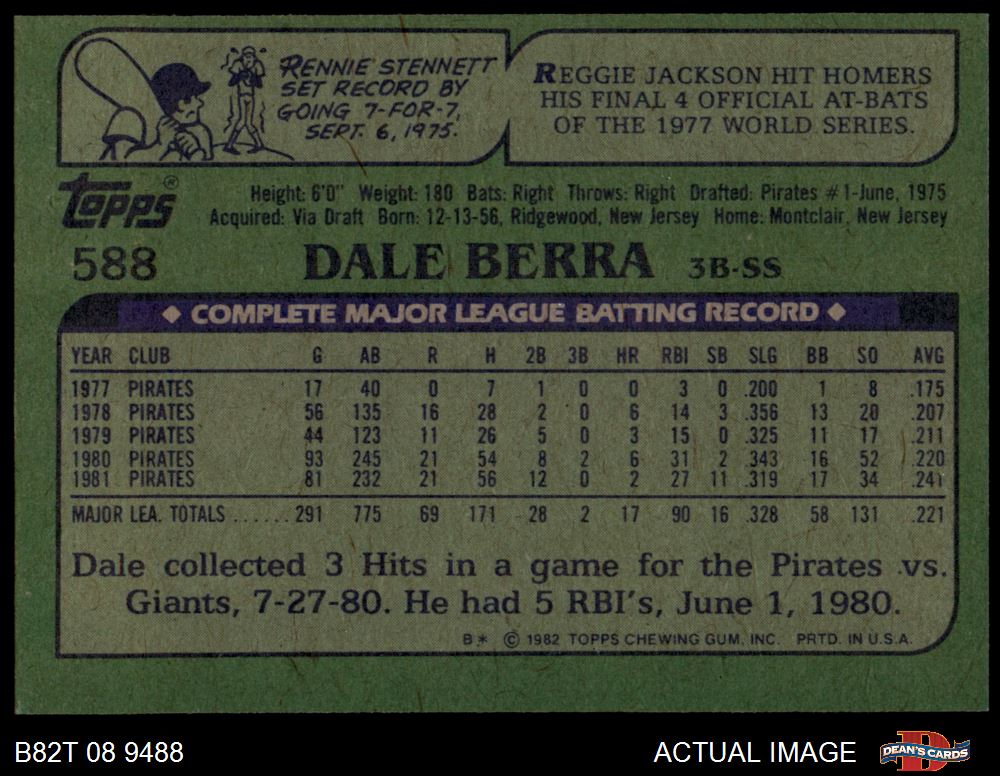 RENNIE STENNETT
SET RECORD BY
GOING 7-FOR-7,
SEPT. 6, 1975.
REGGIE JACKSON HIT HOMERS
HIS FINAL 4 OFFICIAL AT-BATS
OF THE 1977 WORLD SERIES.
Topps®
Height: 6'0" Weight: 180 Bats: Right Throws: Right Drafted: Pirates #1-June, 1975
Acquired: Via Draft Born: 12-13-56, Ridgewood, New Jersey Home: Montclair, New Jersey
588 DALE BERRA 3B-SS
◆ COMPLETE MAJOR LEAGUE BATTING RECORD ◆
YEAR CLUB G AB R H 2B 3B HR RBI SB SLG BB SO AVG
1977 PIRATES 17 40 0 7 1 0 0 3 0 .200 1 8 .175
1978 PIRATES 56 135 16 28 2 0 6 14 3 .356 13 20 .207
1979 PIRATES 44 123 11 26 5 0 3 15 0 .325 11 17 .211
1980 PIRATES 93 245 21 54 8 2 6 31 2 .343 16 52 .220
1981 PIRATES 81 232 21 56 12 0 2 27 11 .319 17 34 .241
MAJOR LEA. TOTALS ...... 291 775 69 171 28 2 17 90 16 .328 58 131 .221
Dale collected 3 Hits in a game for the Pirates vs.
Giants, 7-27-80. He had 5 RBI's, June 1, 1980.
B* © 1982 TOPPS CHEWING GUM, INC. PRTD. IN U.S.A.
B82T 08 9488 ACTUAL IMAGE DEAN'S CARDS